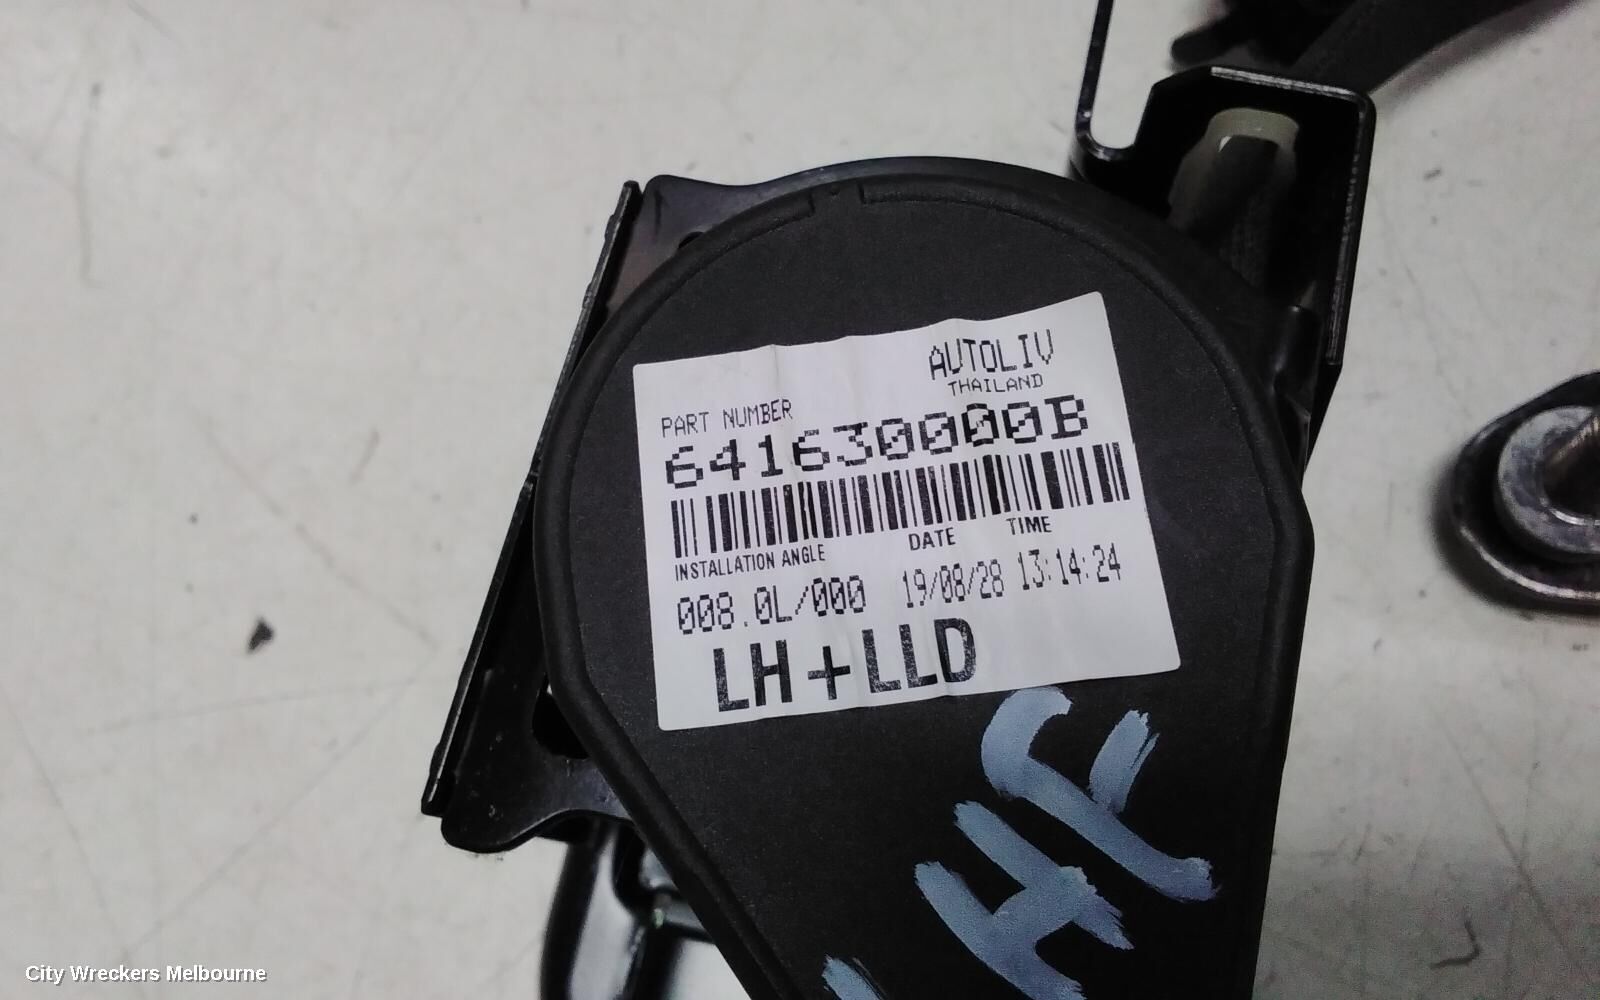 AUTOLIV
THAILAND
PART NUMBER
641630000B
INSTALLATION ANGLE DATE TIME
008.0L/000 19/08/28 13:14:24
LH+LLD
HF
City Wreckers Melbourne